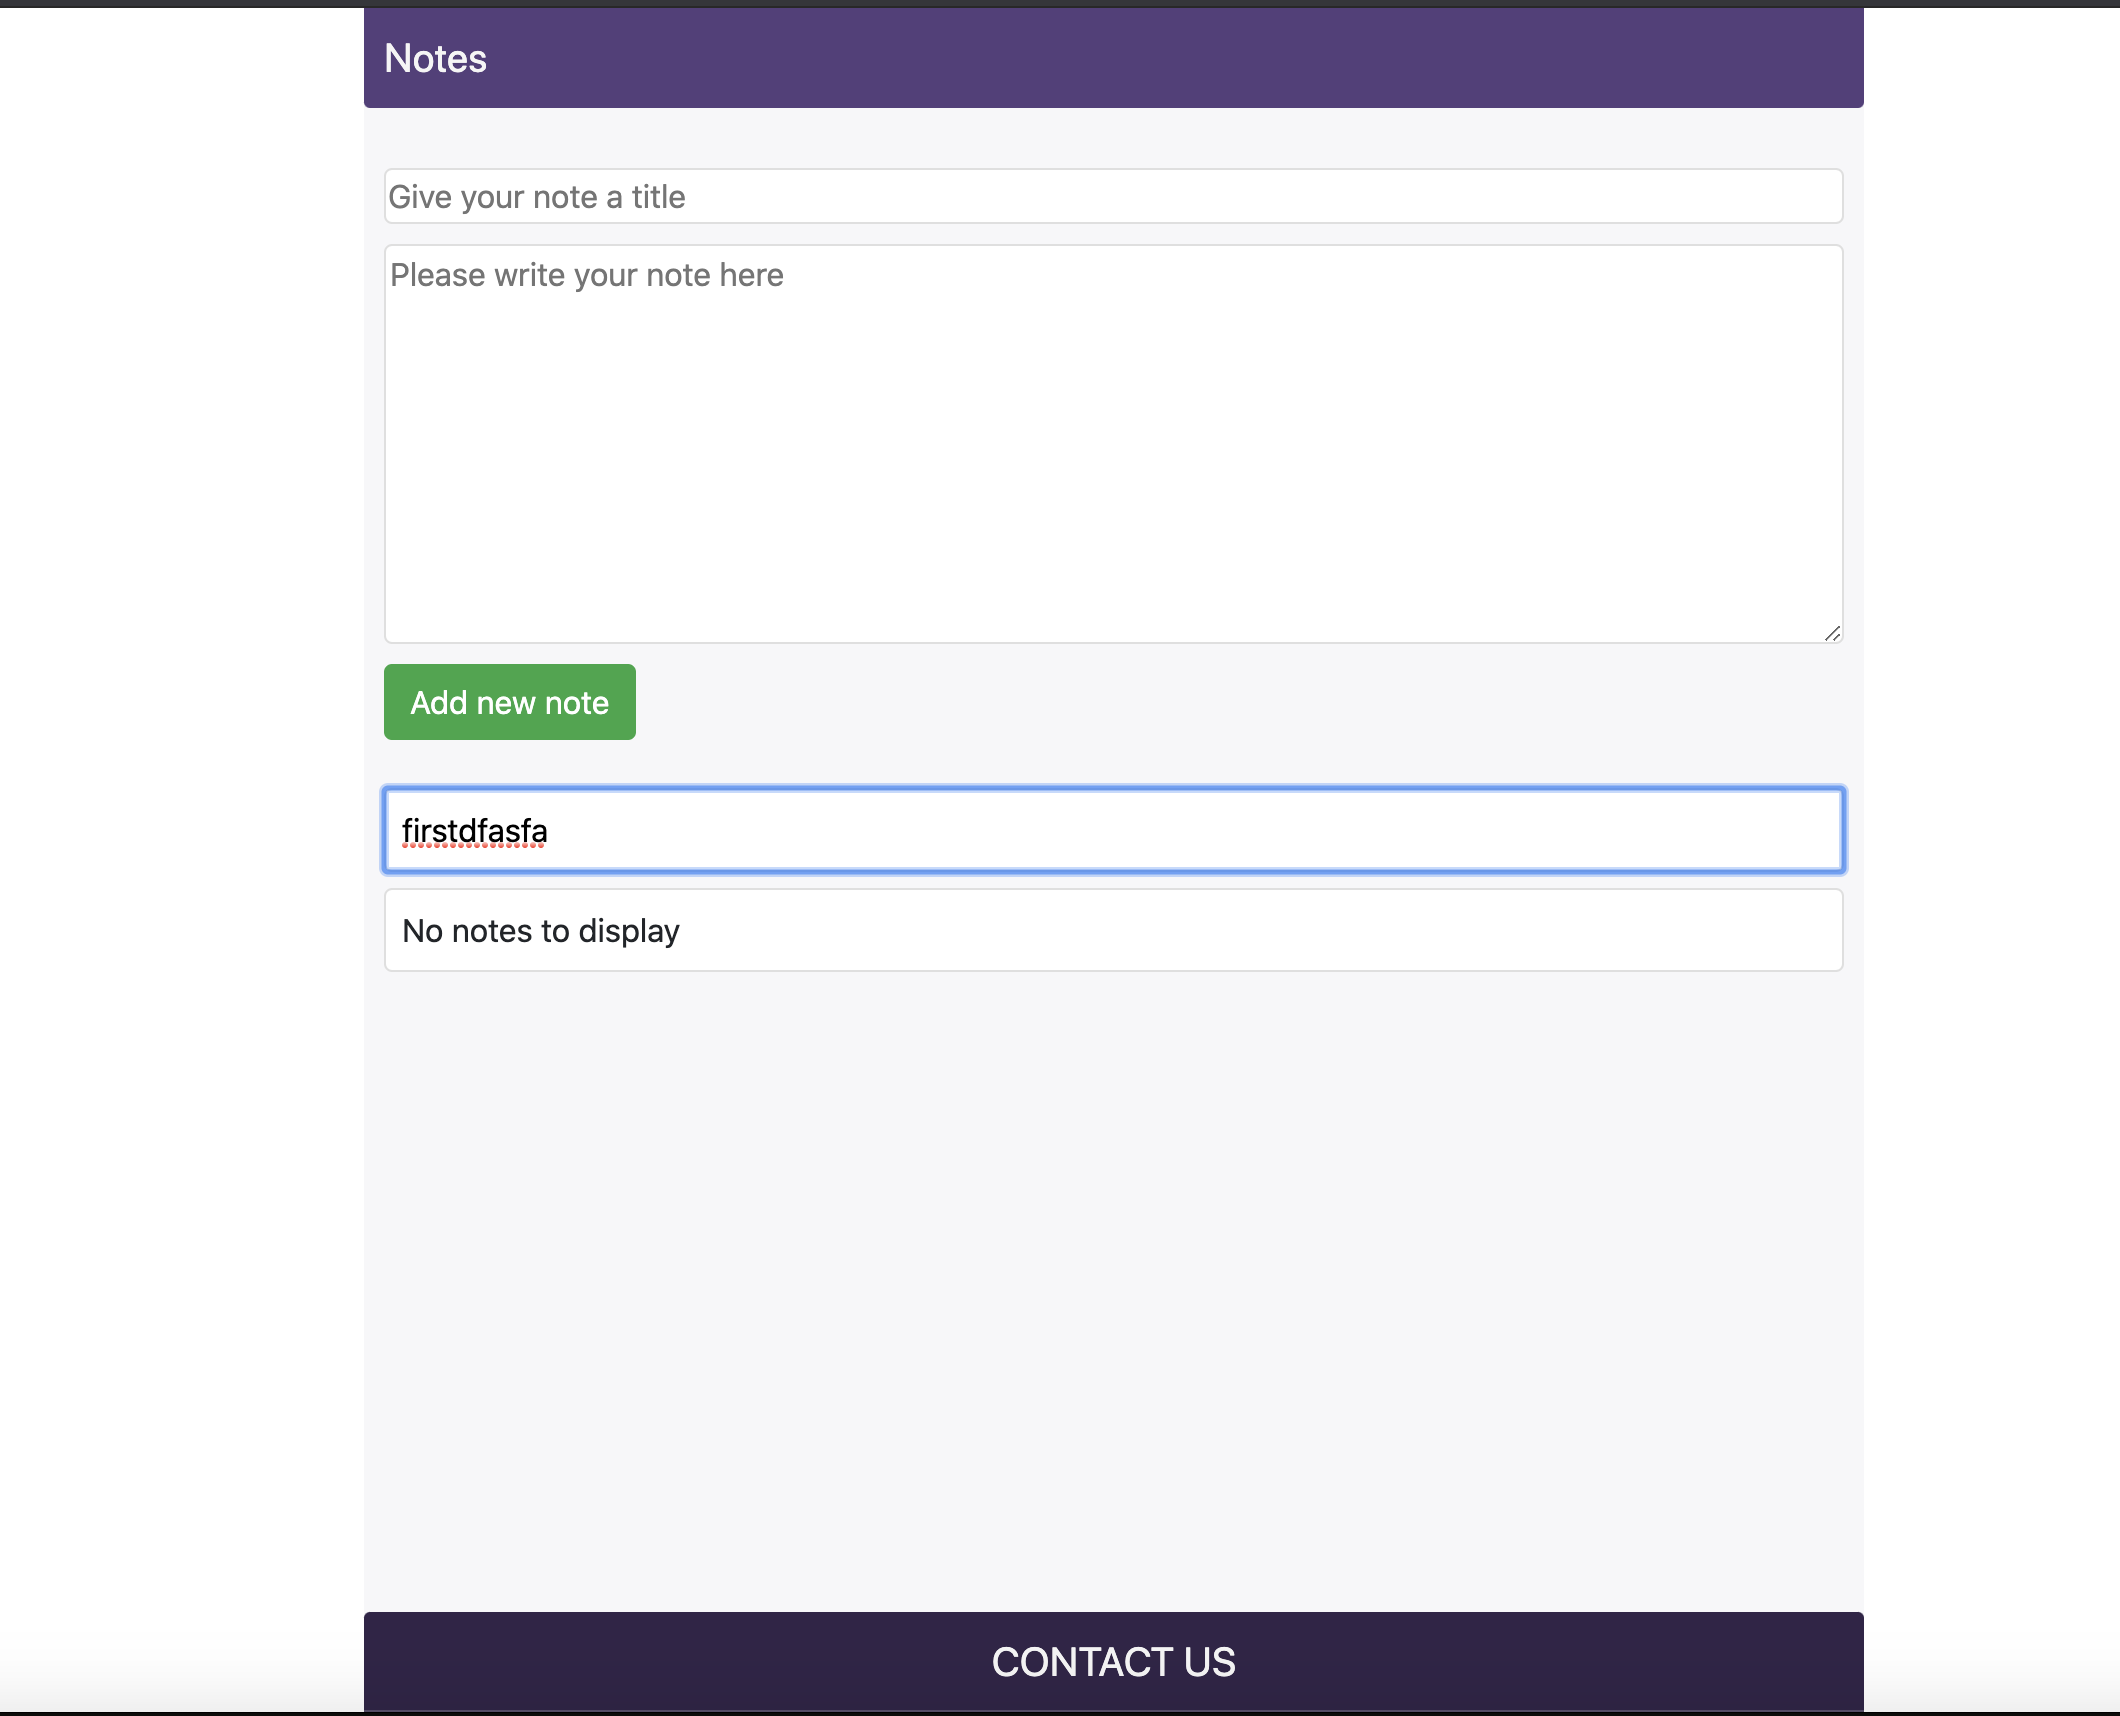 Notes
Give your note a title
Please write your note here
Add new note
firstdfasfa
No notes to display
CONTACT US